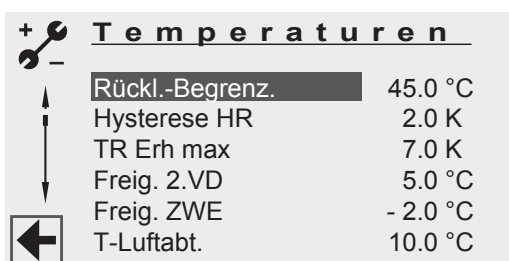 Temperaturen
Rückl.-Begrenz. 45.0 °C
Hysterese HR 2.0 K
TR Erh max 7.0 K
Freig. 2.VD 5.0 °C
Freig. ZWE - 2.0 °C
T-Luftabt. 10.0 °C